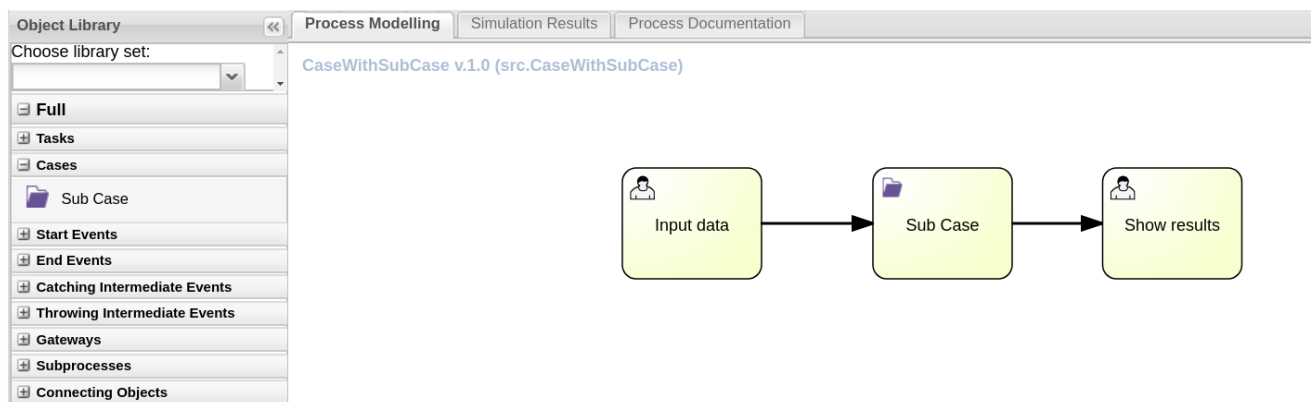 Object Library
Process Modelling
Simulation Results
Process Documentation
Choose library set:
CaseWithSubCase v.1.0 (src.CaseWithSubCase)
Full
Tasks
Cases
Sub Case
Start Events
End Events
Catching Intermediate Events
Throwing Intermediate Events
Gateways
Subprocesses
Connecting Objects
Input data
Sub Case
Show results